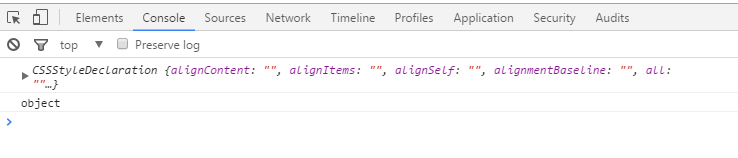 Elements Console Sources Network Timeline Profiles Application Security Audits
top Preserve log
CSSStyleDeclaration {alignContent: "", alignItems: "", alignSelf: "", alignmentBaseline: "", all:
""…}
object